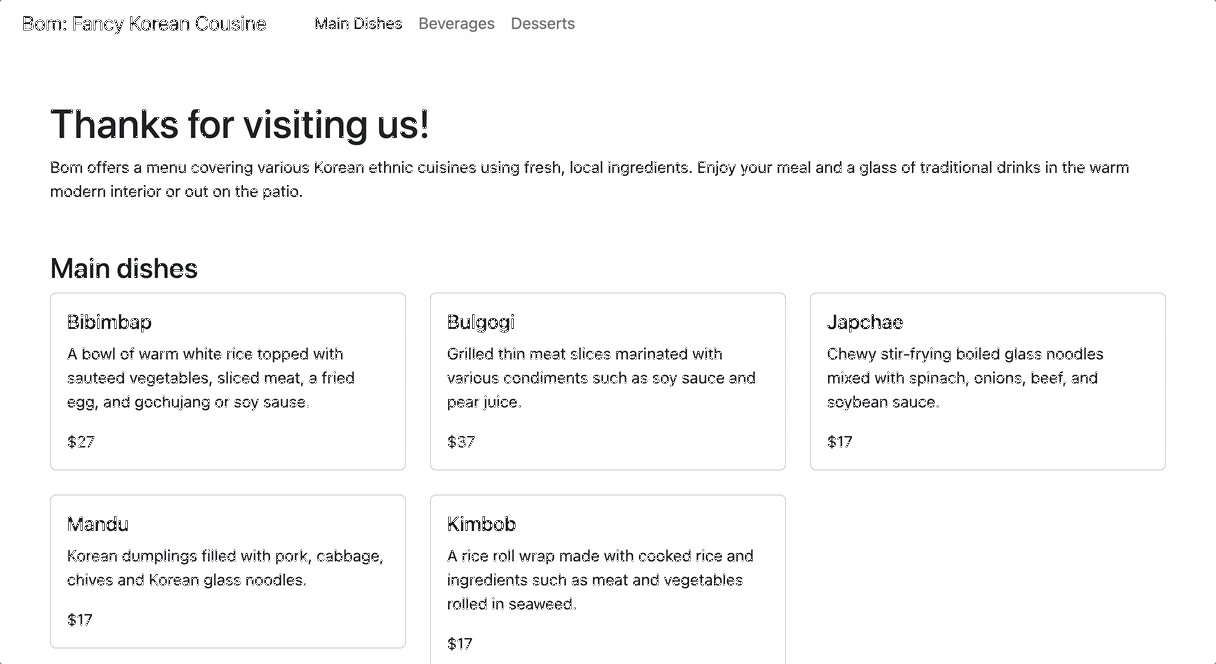 Bom: Fancy Korean Cousine
Main Dishes
Beverages
Desserts
Thanks for visiting us!
Bom offers a menu covering various Korean ethnic cuisines using fresh, local ingredients. Enjoy your meal and a glass of traditional drinks in the warm
modern interior or out on the patio.
Main dishes
Bibimbap
A bowl of warm white rice topped with
sauteed vegetables, sliced meat, a fried
egg, and gochujang or soy sause.
$27
Bulgogi
Grilled thin meat slices marinated with
various condiments such as soy sauce and
pear juice.
$37
Japchae
Chewy stir-frying boiled glass noodles
mixed with spinach, onions, beef, and
soybean sauce.
$17
Mandu
Korean dumplings filled with pork, cabbage,
chives and Korean glass noodles.
$17
Kimbob
A rice roll wrap made with cooked rice and
ingredients such as meat and vegetables
rolled in seaweed.
$17